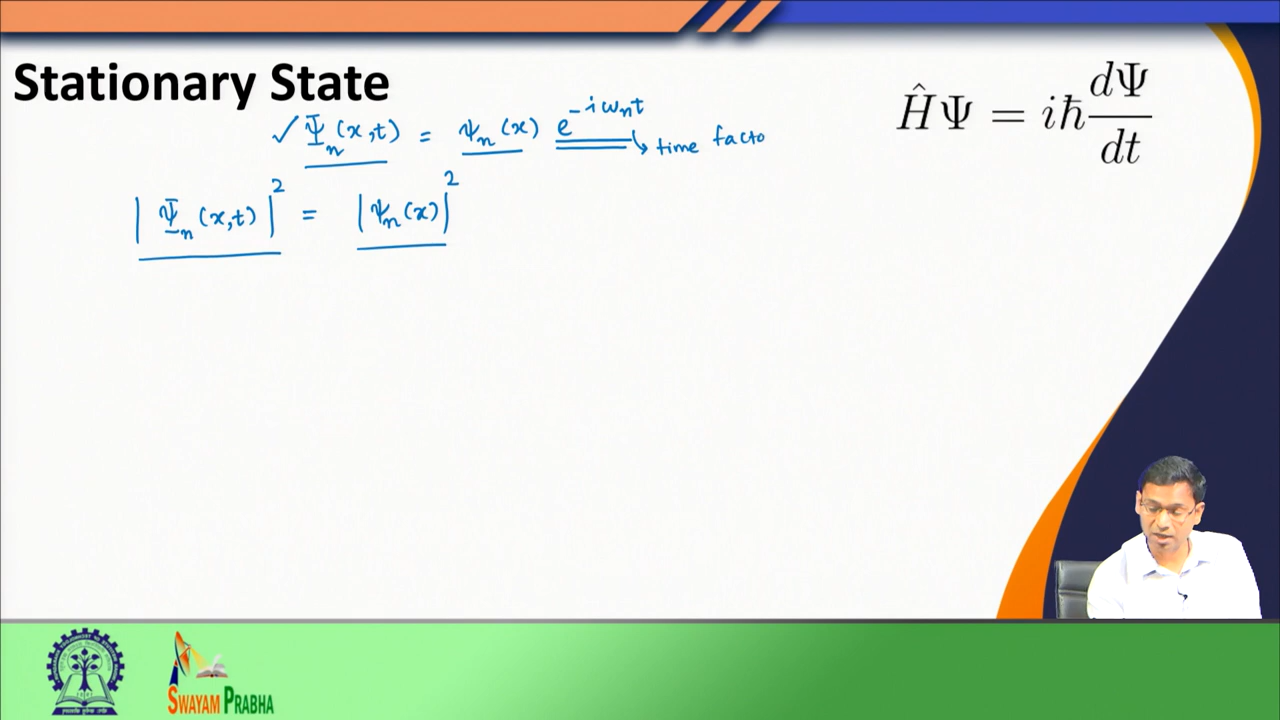 Stationary State
Ψₙ(x,t) = ψₙ(x) e^{-iωₙt}
time facto
|Ψₙ(x,t)|² = |ψₙ(x)|²
ĤΨ = iħ dΨ/dt
SWAYAM PRABHA